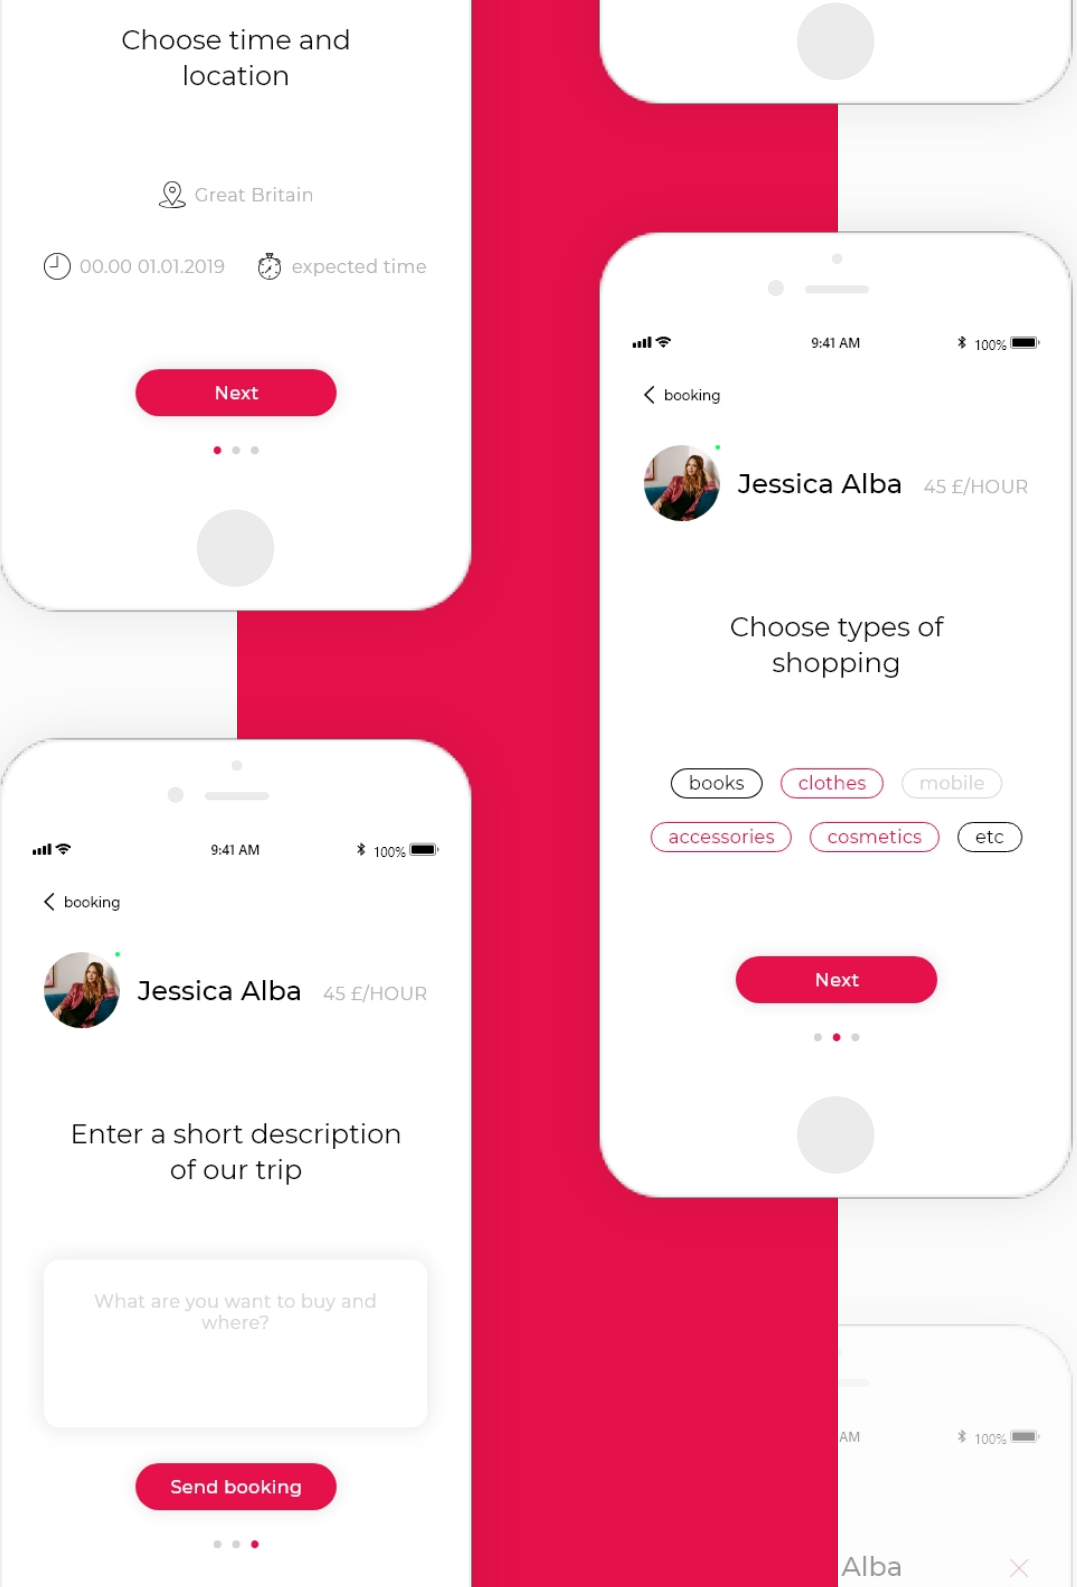 Choose time and
location
Great Britain
00.00 01.01.2019
expected time
Next
9:41 AM
100%
booking
Jessica Alba
45 £/HOUR
Choose types of
shopping
books
clothes
mobile
accessories
cosmetics
etc
Next
9:41 AM
100%
booking
Jessica Alba
45 £/HOUR
Enter a short description
of our trip
What are you want to buy and
where?
Send booking
AM
100%
Alba